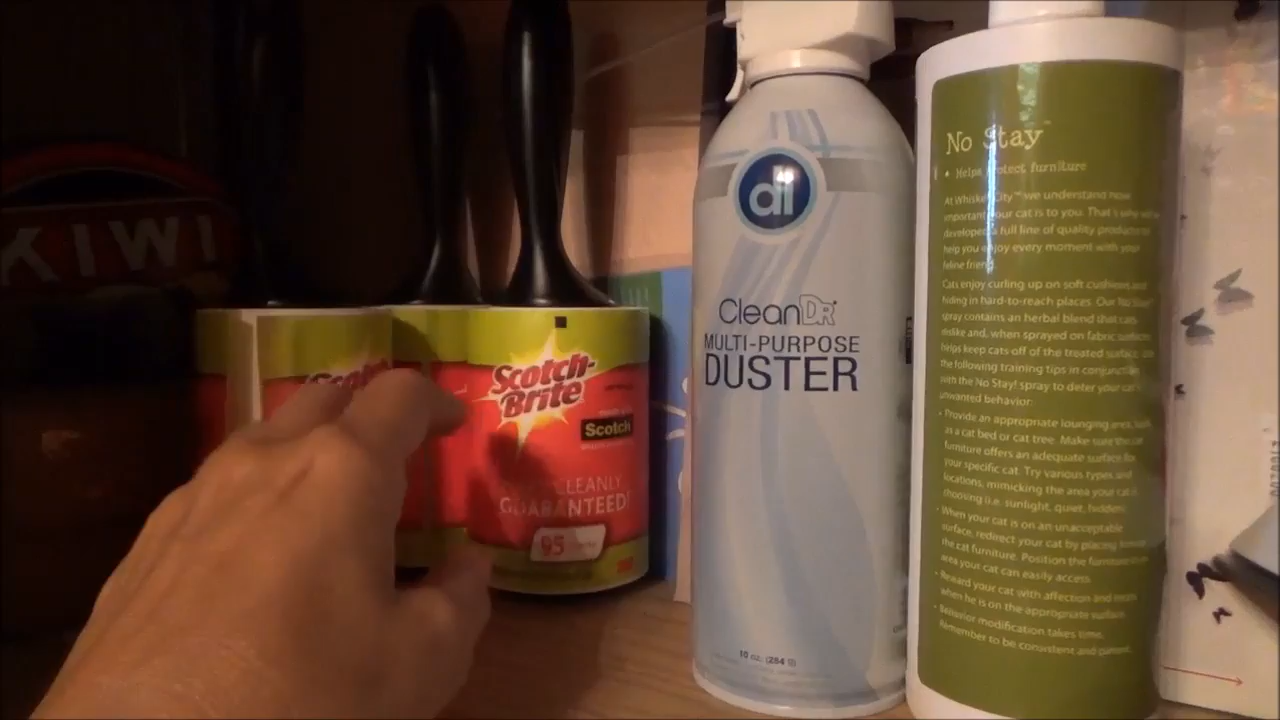 KIWI
Scotch
Scotch-
Brite
Scotch
CLEANLY
GUARANTEED!
95
3M
di
CleanDR
MULTI-PURPOSE
DUSTER
10 oz. (284 g)
No Stay™
• Helps protect furniture
At Whisker City™ we understand how
important your cat is to you. That's why we
developed a full line of quality products to
help you enjoy every moment with your
feline friend.
Cats enjoy curling up on soft cushions and
hiding in hard-to-reach places. Our No Stay!
spray contains an herbal blend that cats
dislike and, when sprayed on fabric surfaces,
helps keep cats off of the treated surface. Use
the following training tips in conjunction
with the No Stay! spray to deter your cat's
unwanted behavior:
• Provide an appropriate lounging area, such
as a cat bed or cat tree. Make sure the cat
furniture offers an adequate surface for
your specific cat. Try various types and
locations, mimicking the area your cat is
choosing (i.e. sunlight, quiet, hidden).
• When your cat is on an unacceptable
surface, redirect your cat by placing him on
the cat furniture. Position the furniture in an
area your cat can easily access.
• Reward your cat with affection and treats
when he is on the appropriate surface.
• Behavior modification takes time.
Remember to be consistent and patient.